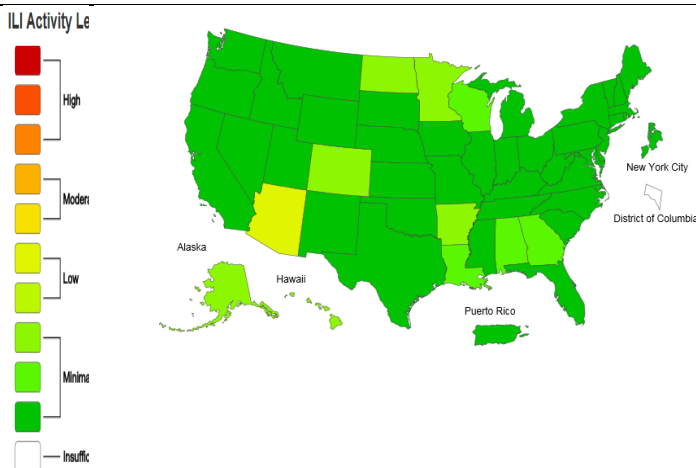 ILI Activity Le
High
Modera
Low
Minima
Insuffic
New York City
District of Columbia
Alaska
Hawaii
Puerto Rico